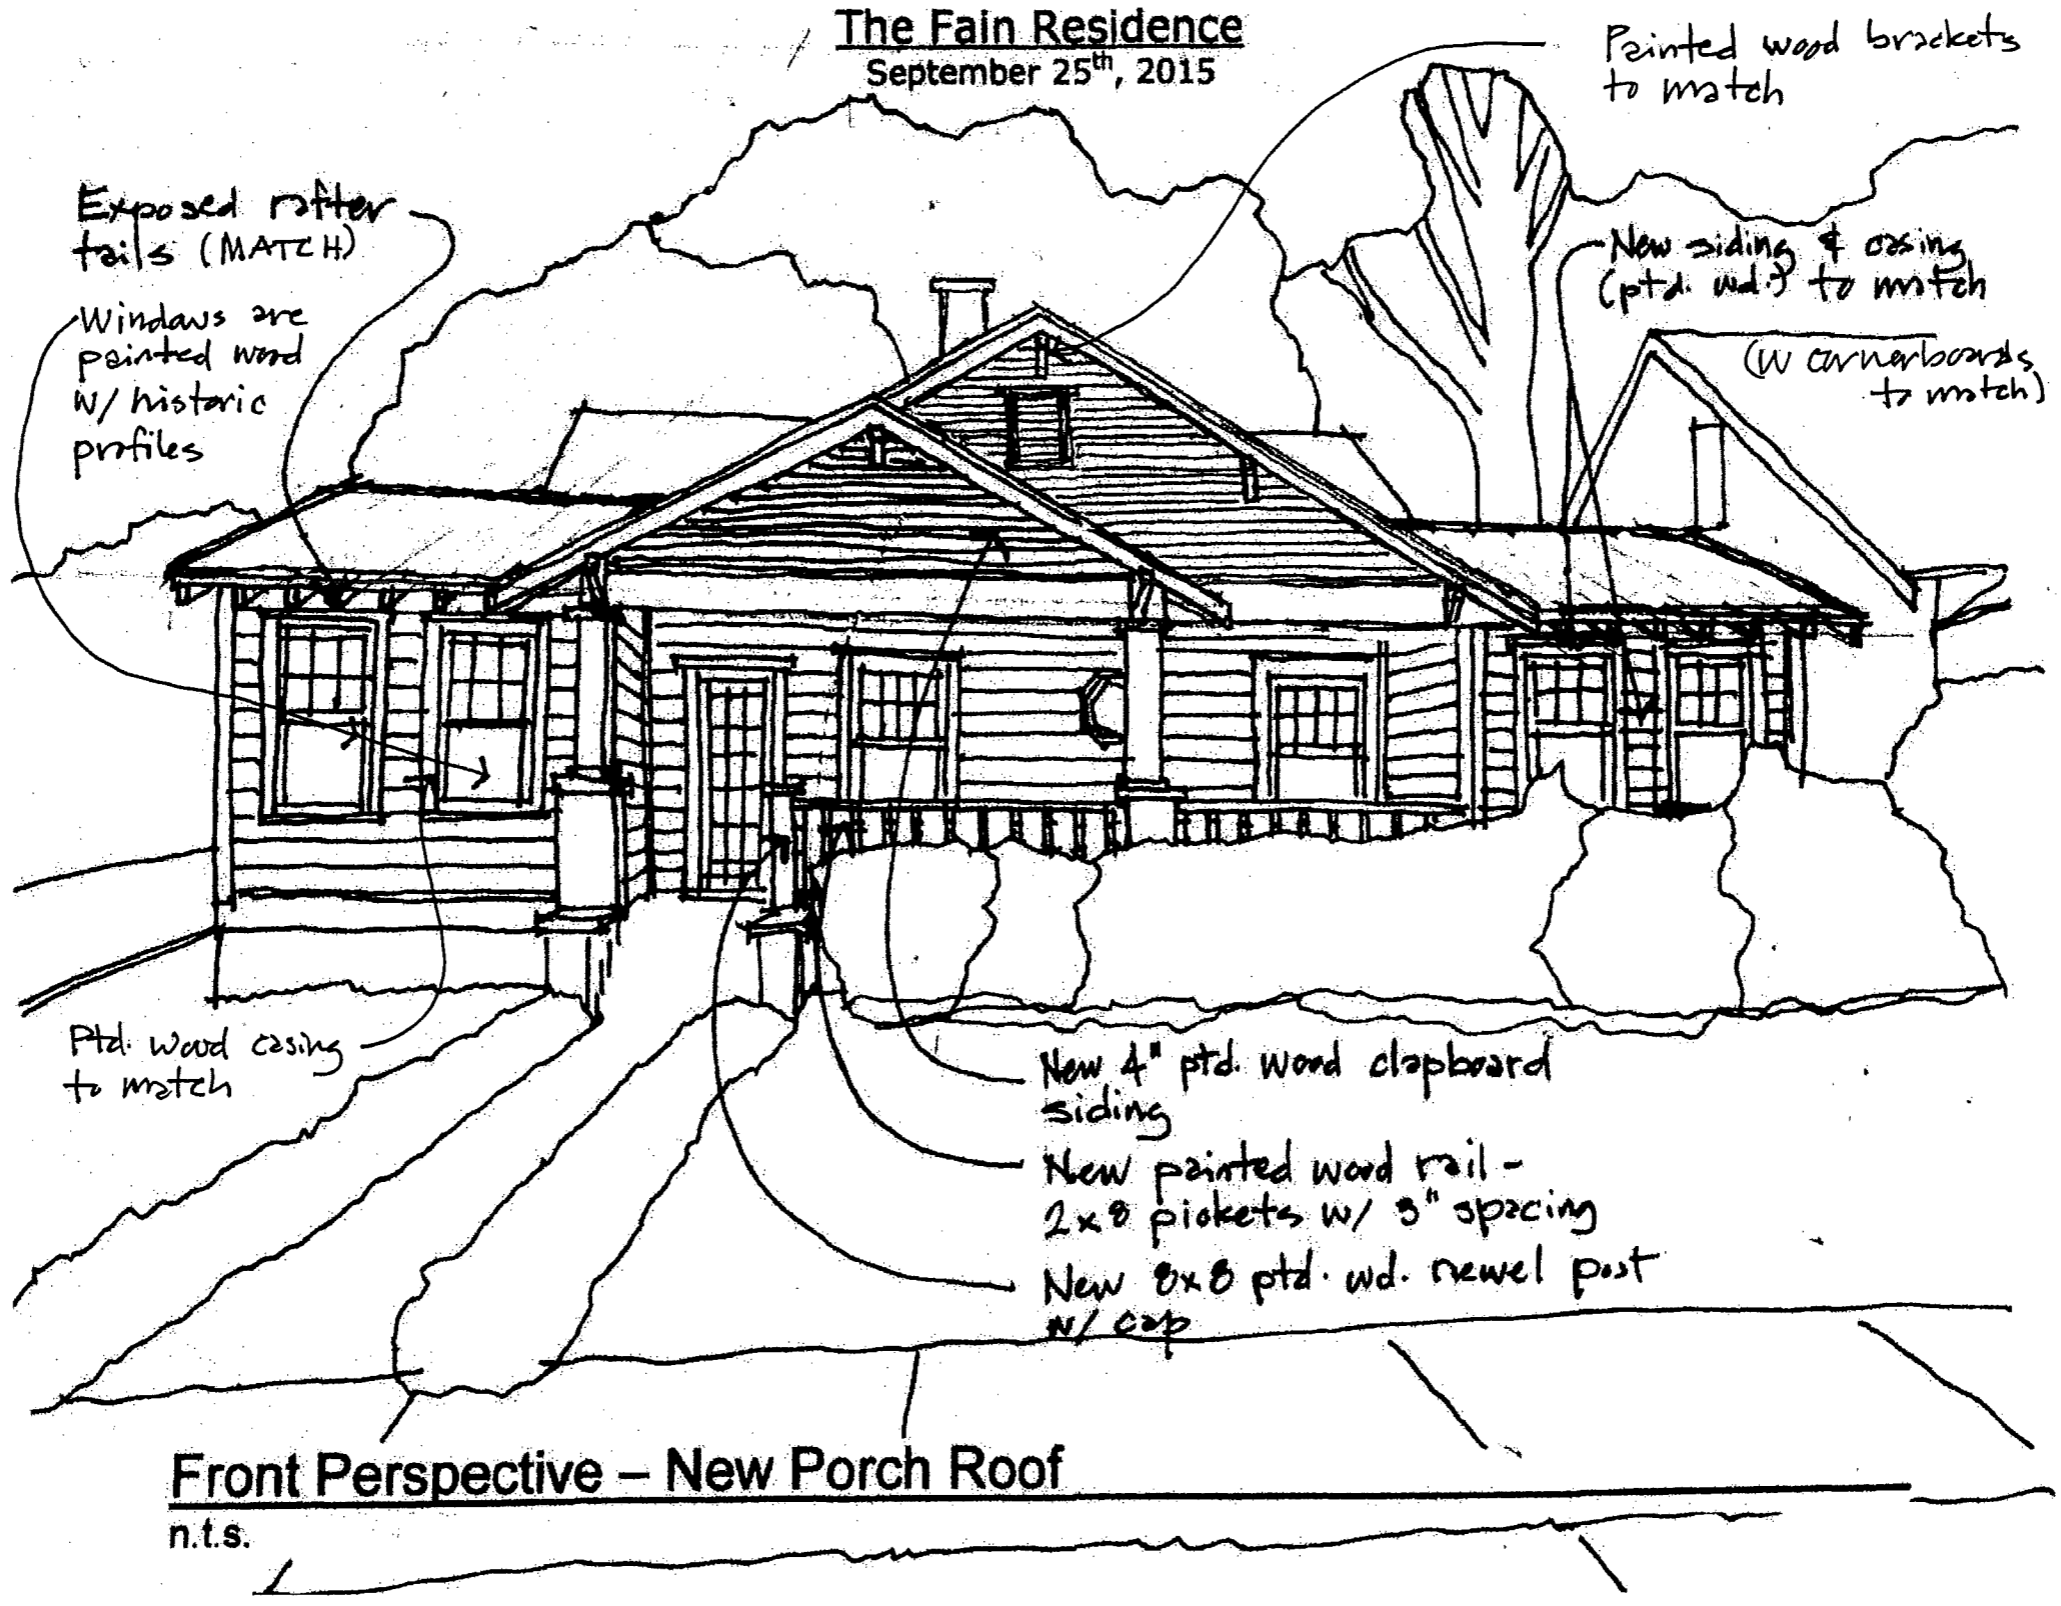 The Fain Residence
September 25th, 2015
Painted wood brackets
to match
Exposed rafter
tails (MATCH)
Windows are
painted wood
w/ historic
profiles
New siding & casing
(ptd. wd.) to match
(w cornerboards
to match)
Ptd. wood casing
to match
New 4" ptd. wood clapboard
siding
New painted wood rail -
2x8 pickets w/ 3" spacing
New 8x8 ptd. wd. newel post
w/ cap
Front Perspective – New Porch Roof
n.t.s.